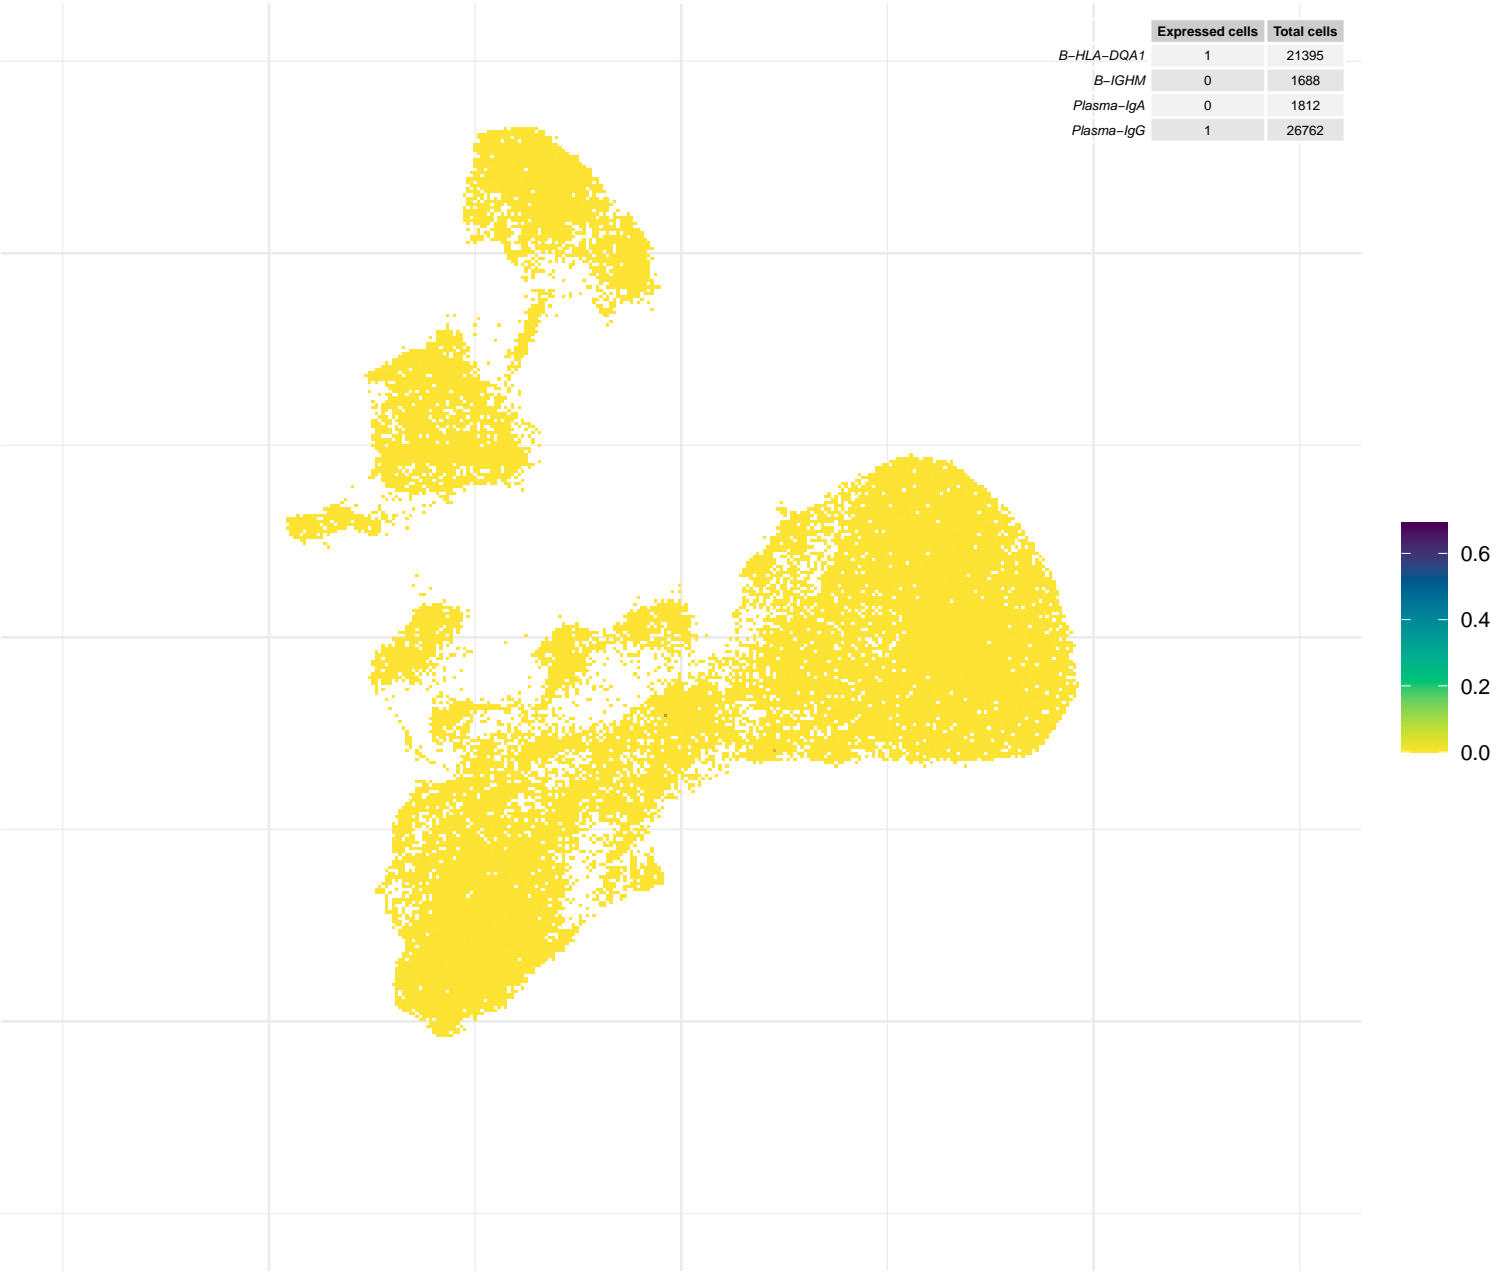 Expressed cells Total cells
B−HLA−DQA1 1 21395
B−IGHM 0 1688
Plasma−IgA 0 1812
Plasma−IgG 1 26762
0.6
0.4
0.2
0.0